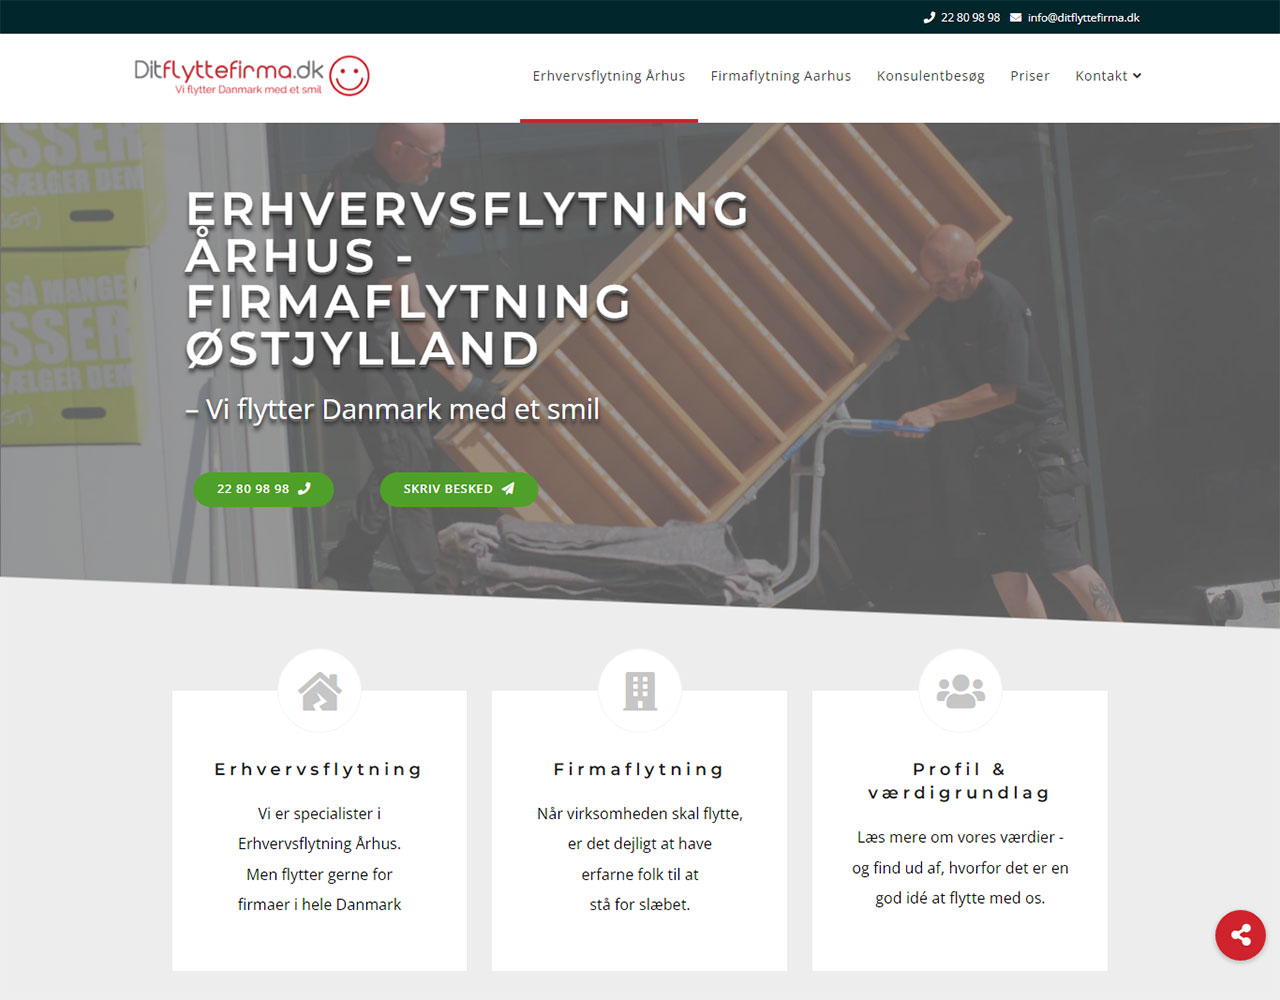 22 80 98 98 info@ditflyttefirma.dk
Ditflyttefirma.dk
Vi flytter Danmark med et smil
Erhvervsflytning Århus Firmaflytning Aarhus Konsulentbesøg Priser Kontakt
SSER
SÆLGER DEM
SÅ MANGE
SSER
SÆLGER DEM
ERHVERVSFLYTNING
ÅRHUS -
FIRMAFLYTNING
ØSTJYLLAND
– Vi flytter Danmark med et smil
22 80 98 98 SKRIV BESKED
Erhvervsflytning
Vi er specialister i
Erhvervsflytning Århus.
Men flytter gerne for
firmaer i hele Danmark
Firmaflytning
Når virksomheden skal flytte,
er det dejligt at have
erfarne folk til at
stå for slæbet.
Profil &
værdigrundlag
Læs mere om vores værdier -
og find ud af, hvorfor det er en
god idé at flytte med os.